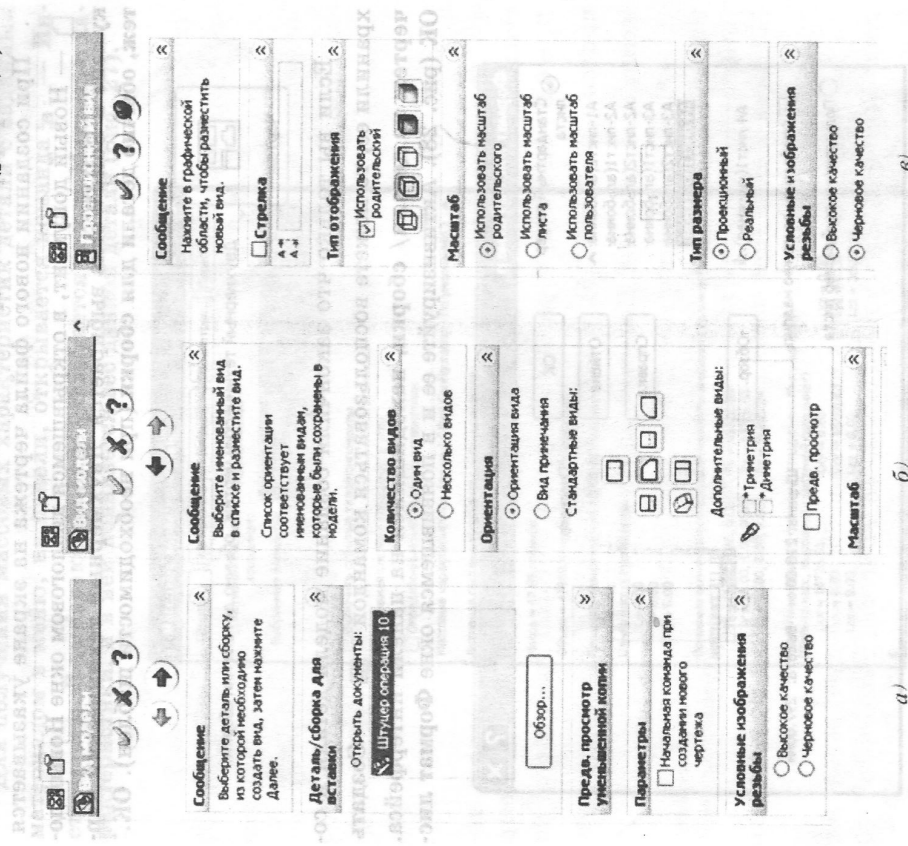 Вид модели
Сообщение
Выберите деталь или сборку,
из которой необходимо
создать вид, затем нажмите
Далее.
Деталь/сборка для
вставки
Открыть документы:
Штуцер операция 10
Обзор...
Предв. просмотр
уменьшенной копии
Параметры
Начальная команда при
создании нового
чертежа
Условные изображения
резьбы
Высокое качество
Черновое качество
а)
Сообщение
Выберите именованный вид
в списке и разместите вид.
Список ориентации
соответствует
именованным видам,
которые были сохранены в
модели.
Количество видов
Один вид
Несколько видов
Ориентация
Ориентация вида
Вид примечания
Стандартные виды:
Дополнительные виды:
*Триметрия
*Диметрия
Предв. просмотр
Масштаб
б)
Сообщение
Нажмите в графической
области, чтобы разместить
новый вид.
Стрелка
Тип отображения
Использовать
родительский
Масштаб
Использовать масштаб
родительского
Использовать масштаб
листа
Использовать масштаб
пользователя
Тип размера
Проекционный
Реальный
Условные изображения
резьбы
Высокое качество
Черновое качество
в)